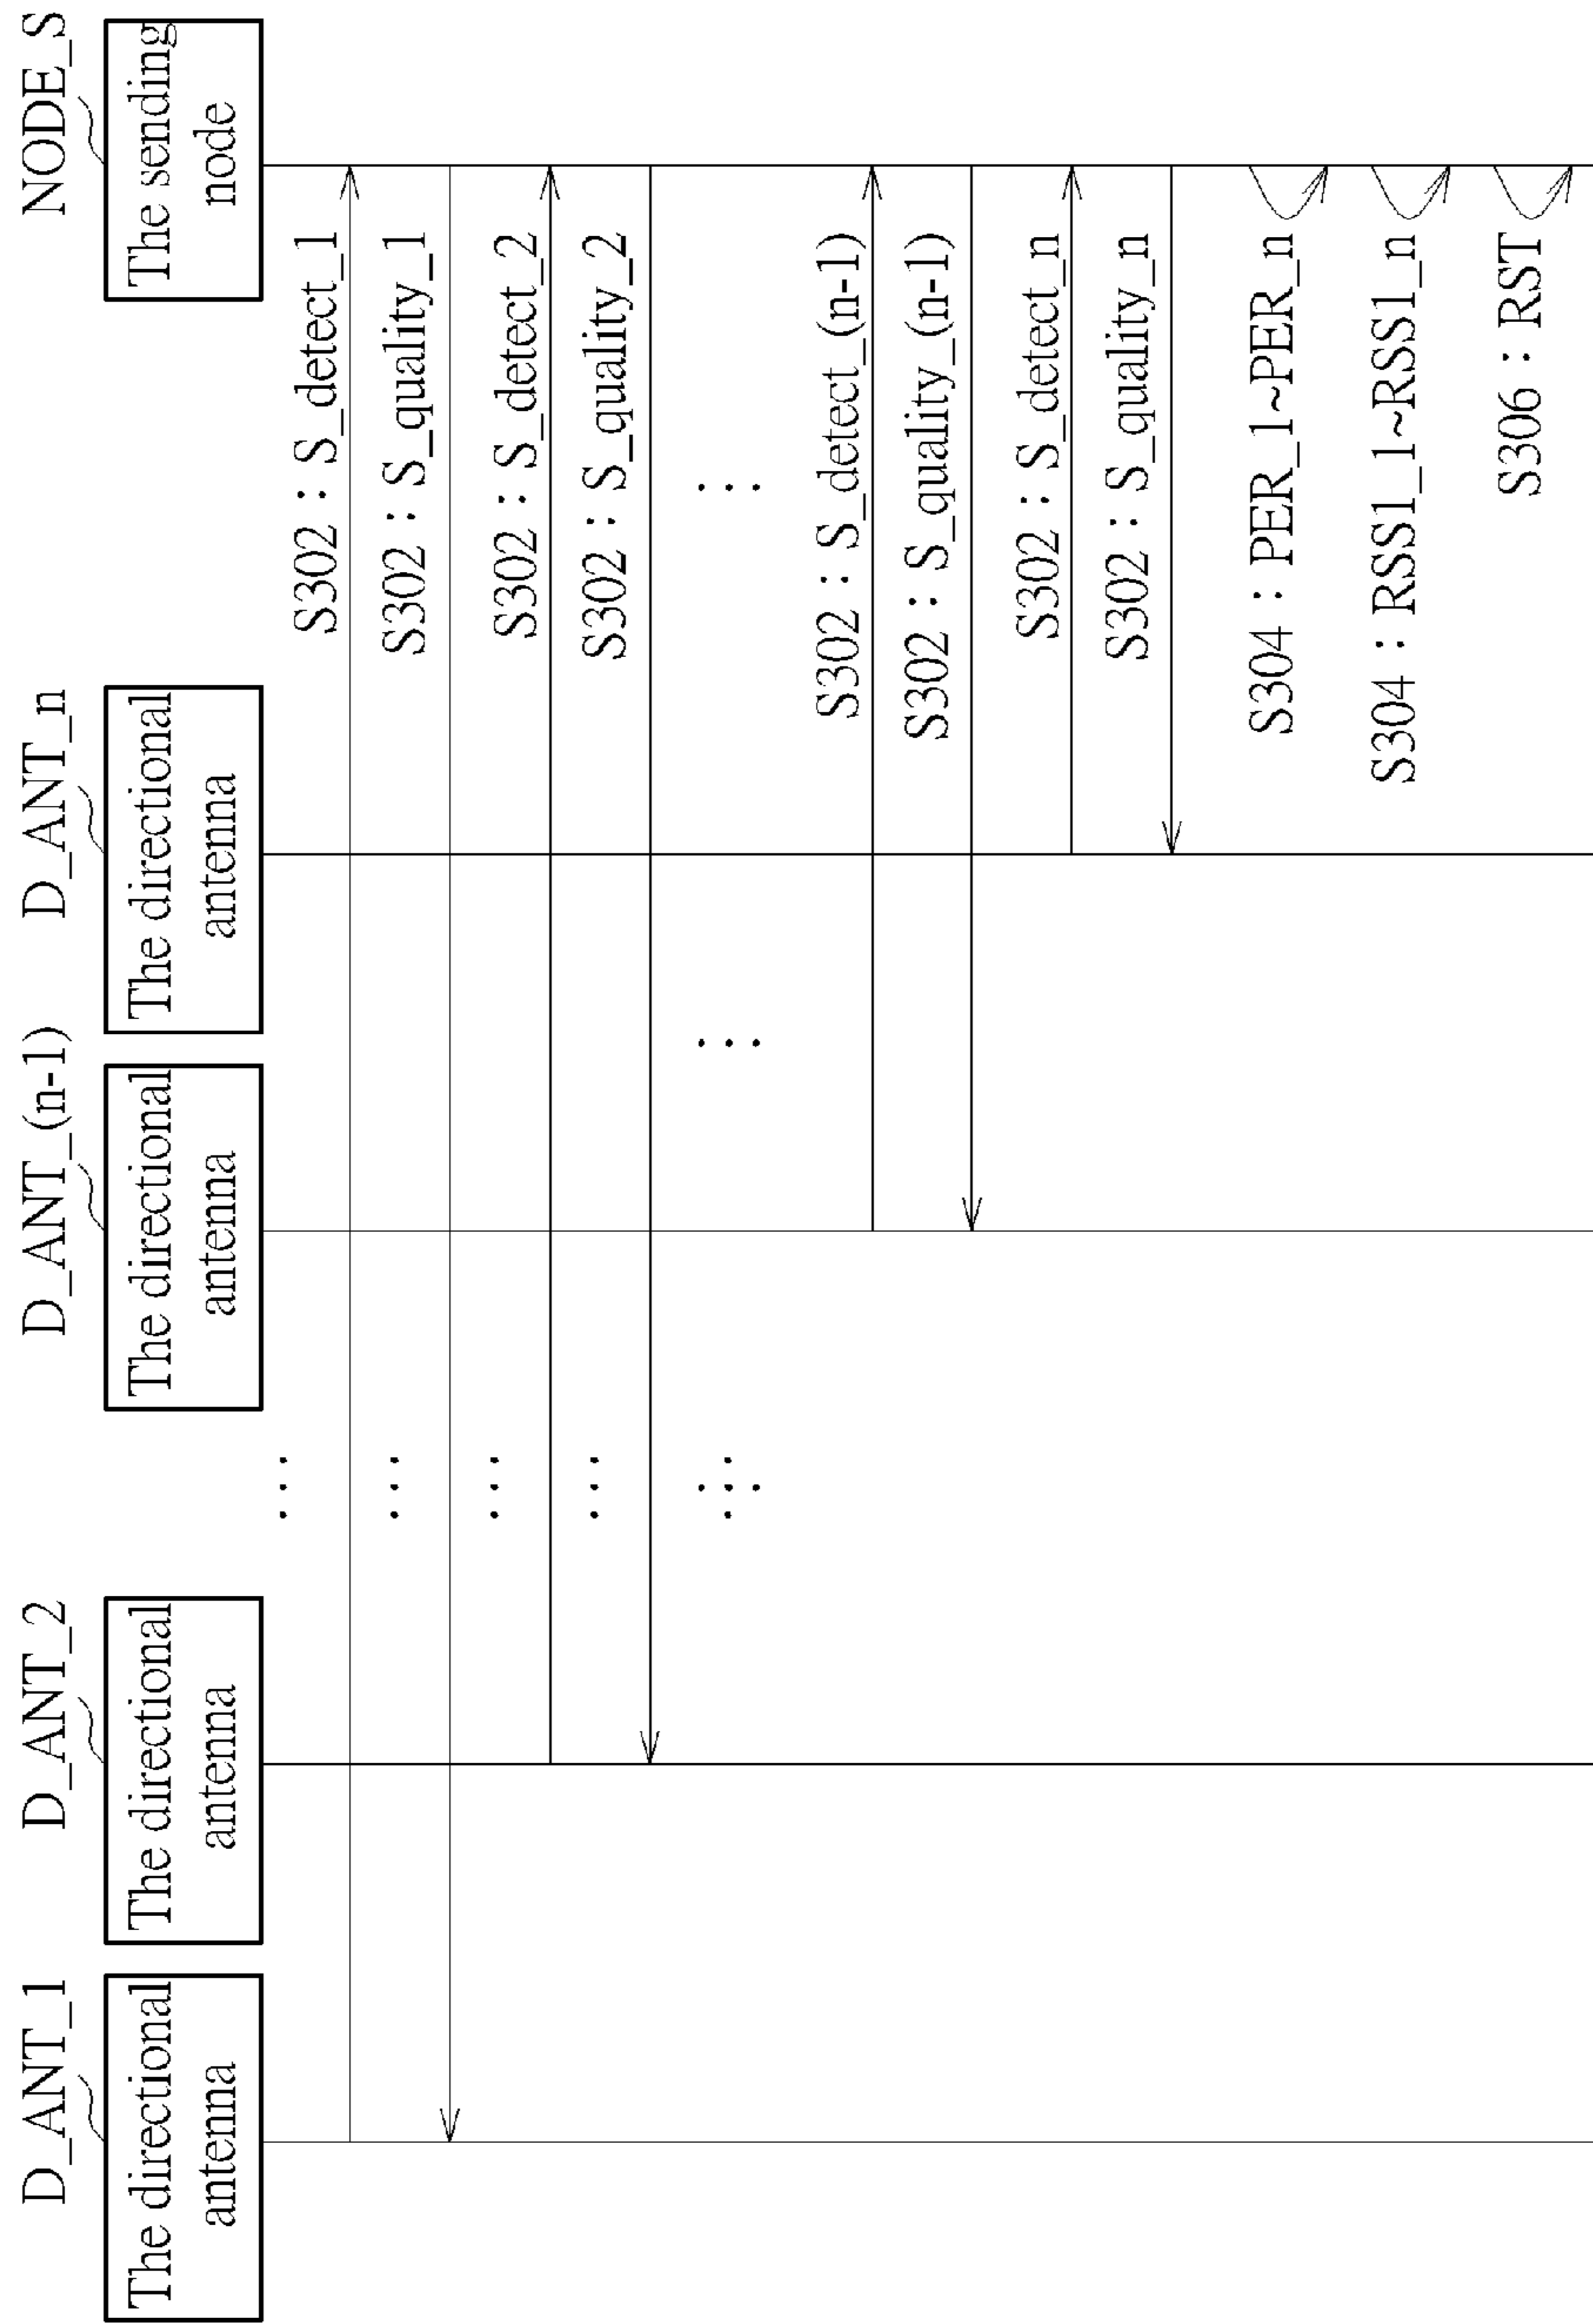 D_ANT_1
The directional
antenna
D_ANT_2
The directional
antenna
D_ANT_(n-1)
The directional
antenna
D_ANT_n
The directional
antenna
NODE_S
The sending
node
S302 : S_detect_1
S302 : S_quality_1
S302 : S_detect_2
S302 : S_quality_2
S302 : S_detect_(n-1)
S302 : S_quality_(n-1)
S302 : S_detect_n
S302 : S_quality_n
S304 : PER_1~PER_n
S304 : RSS1_1~RSS1_n
S306 : RST